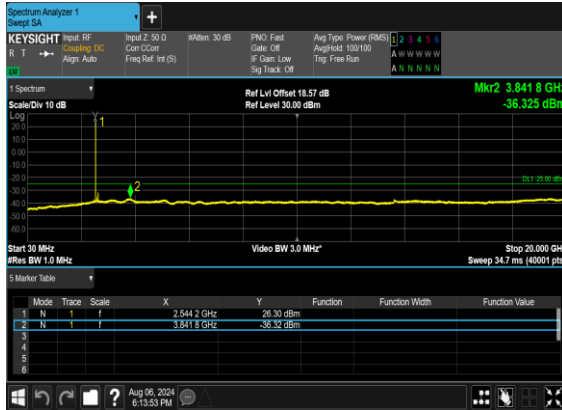 Spectrum Analyzer 1
Swept SA
+
KEYSIGHT
R T
Input: RF
Coupling: DC
Align: Auto
Input Z: 50 Ω
Corr CCorr
Freq Ref: Int (S)
#Atten: 30 dB
PNO: Fast
Gate: Off
IF Gain: Low
Sig Track: Off
Avg Type: Power (RMS)
Avg|Hold: 100/100
Trig: Free Run
1 2 3 4 5 6
A W W W W W
A N N N N N
1 Spectrum
Scale/Div 10 dB
Ref Lvl Offset 18.57 dB
Ref Level 30.00 dBm
Mkr2 3.841 8 GHz
-36.325 dBm
Log
20.0
10.0
0.00
-10.0
-20.0
-30.0
-40.0
-50.0
-60.0
1
2
DL1 -25.00 dBm
Start 30 MHz
#Res BW 1.0 MHz
Video BW 3.0 MHz*
Stop 20.000 GH
Sweep 34.7 ms (40001 pts
5 Marker Table
Mode Trace Scale X Y Function Function Width Function Value
1 N 1 f 2.544 2 GHz 26.30 dBm
2 N 1 f 3.841 8 GHz -36.32 dBm
3
4
5
6
?
Aug 06, 2024
6:13:53 PM